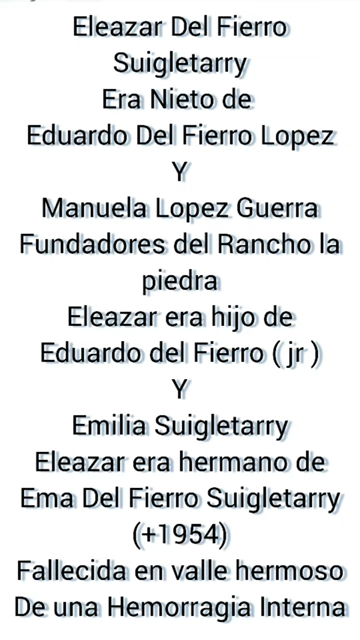 Eleazar Del Fierro
Suigletarry
Era Nieto de
Eduardo Del Fierro Lopez
Y
Manuela Lopez Guerra
Fundadores del Rancho la
piedra
Eleazar era hijo de
Eduardo del Fierro ( jr )
Y
Emilia Suigletarry
Eleazar era hermano de
Ema Del Fierro Suigletarry
(+1954)
Fallecida en valle hermoso
De una Hemorragia Interna